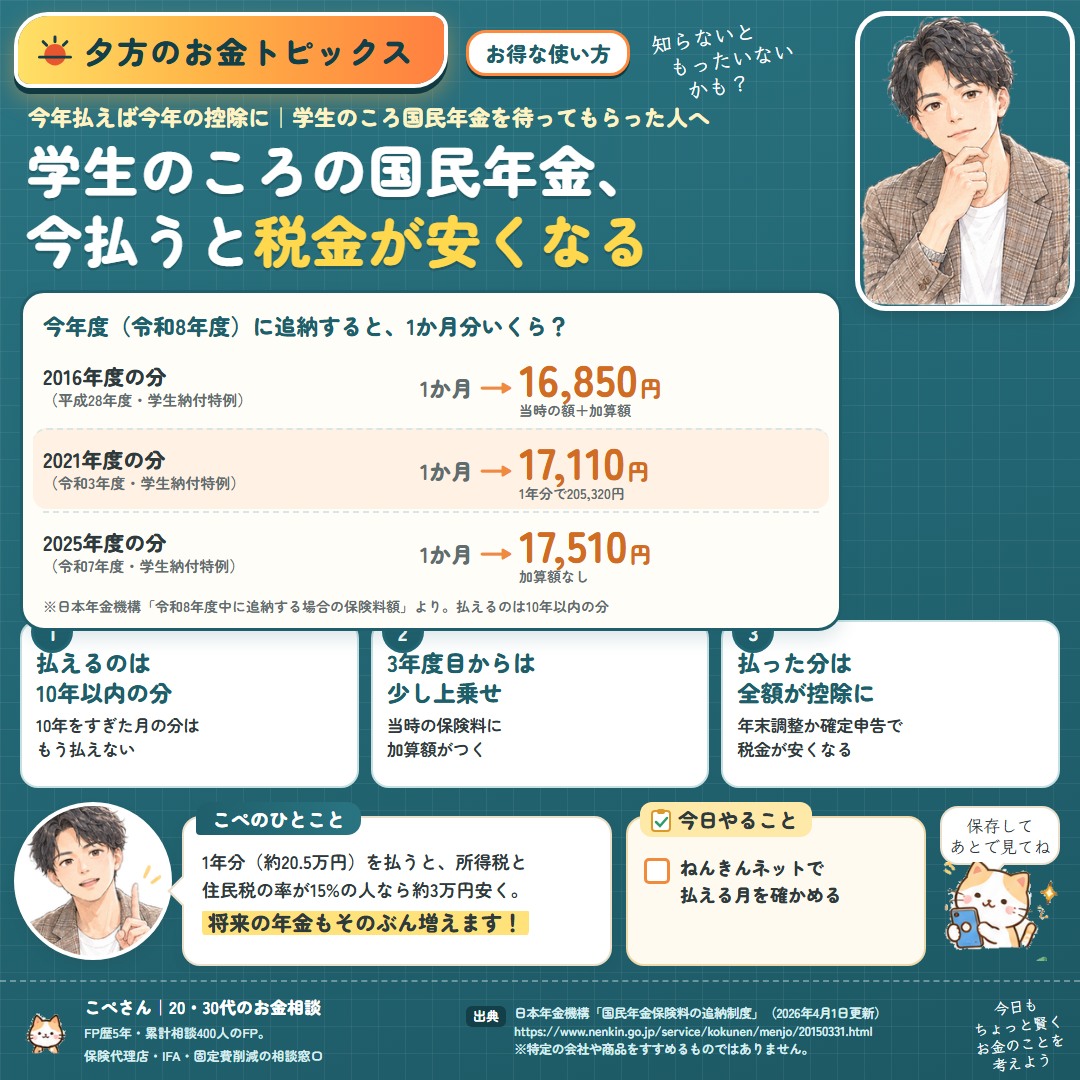 夕方のお金トピックス
お得な使い方
知らないと
もったいない
かも？
今年払えば今年の控除に｜学生のころ国民年金を待ってもらった人へ
学生のころの国民年金、
今払うと税金が安くなる
今年度（令和8年度）に追納すると、1か月分いくら？
2016年度の分
（平成28年度・学生納付特例）
1か月 → 16,850円
当時の額＋加算額
2021年度の分
（令和3年度・学生納付特例）
1か月 → 17,110円
1年分で205,320円
2025年度の分
（令和7年度・学生納付特例）
1か月 → 17,510円
加算額なし
※日本年金機構「令和8年度中に追納する場合の保険料額」より。払えるのは10年以内の分
1
払えるのは
10年以内の分
10年をすぎた月の分は
もう払えない
2
3年度目からは
少し上乗せ
当時の保険料に
加算額がつく
3
払った分は
全額が控除に
年末調整か確定申告で
税金が安くなる
こぺのひとこと
1年分（約20.5万円）を払うと、所得税と
住民税の率が15%の人なら約3万円安く。
将来の年金もそのぶん増えます！
今日やること
ねんきんネットで
払える月を確かめる
保存して
あとで見てね
こぺさん｜20・30代のお金相談
FP歴5年・累計相談400人のFP。
保険代理店・IFA・固定費削減の相談窓口
出典
日本年金機構「国民年金保険料の追納制度」（2026年4月1日更新）
https://www.nenkin.go.jp/service/kokunen/menjo/20150331.html
※特定の会社や商品をすすめるものではありません。
今日も
ちょっと賢く
お金のことを
考えよう